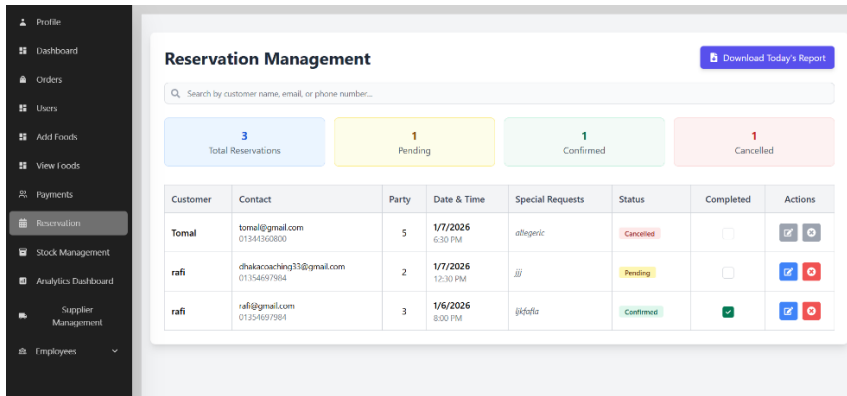 Profile
Dashboard
Orders
Users
Add Foods
View Foods
Payments
Reservation
Stock Management
Analytics Dashboard
Supplier
Management
Employees
Reservation Management
Download Today's Report
Search by customer name, email, or phone number...
3
Total Reservations
1
Pending
1
Confirmed
1
Cancelled
Customer Contact Party Date & Time Special Requests Status Completed Actions
Tomal tomal@gmail.com 01344360800 5 1/7/2026 6:30 PM allegeric Cancelled
rafi dhakacoaching33@gmail.com 01354697984 2 1/7/2026 12:30 PM jjj Pending
rafi rafi@gmail.com 01354697984 3 1/6/2026 8:00 PM Confirmed